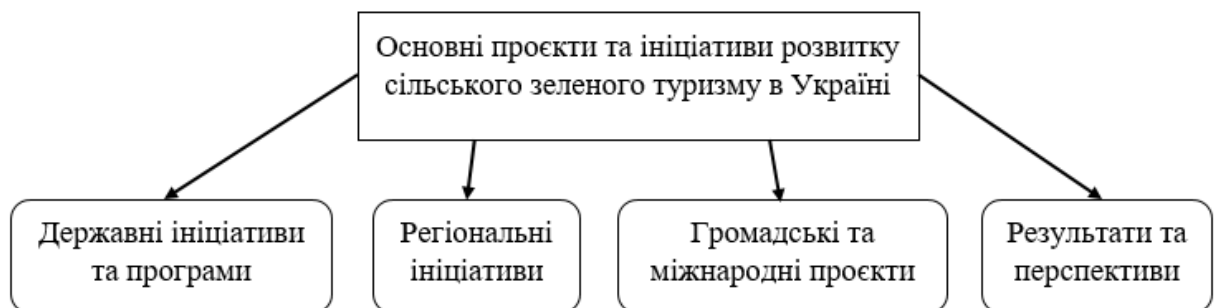 Основні проєкти та ініціативи розвитку
сільського зеленого туризму в Україні
Державні ініціативи
та програми
Регіональні
ініціативи
Громадські та
міжнародні проєкти
Результати та
перспективи